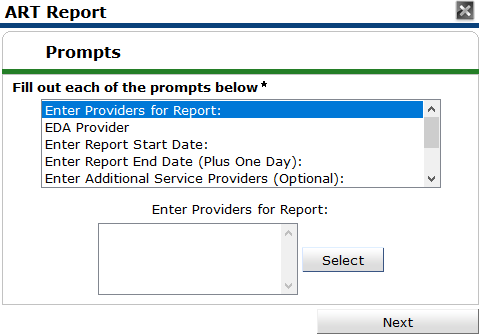 ART Report
Prompts
Fill out each of the prompts below*
Enter Providers for Report:
EDA Provider
Enter Report Start Date:
Enter Report End Date (Plus One Day):
Enter Additional Service Providers (Optional):
Enter Providers for Report:
Select
Next